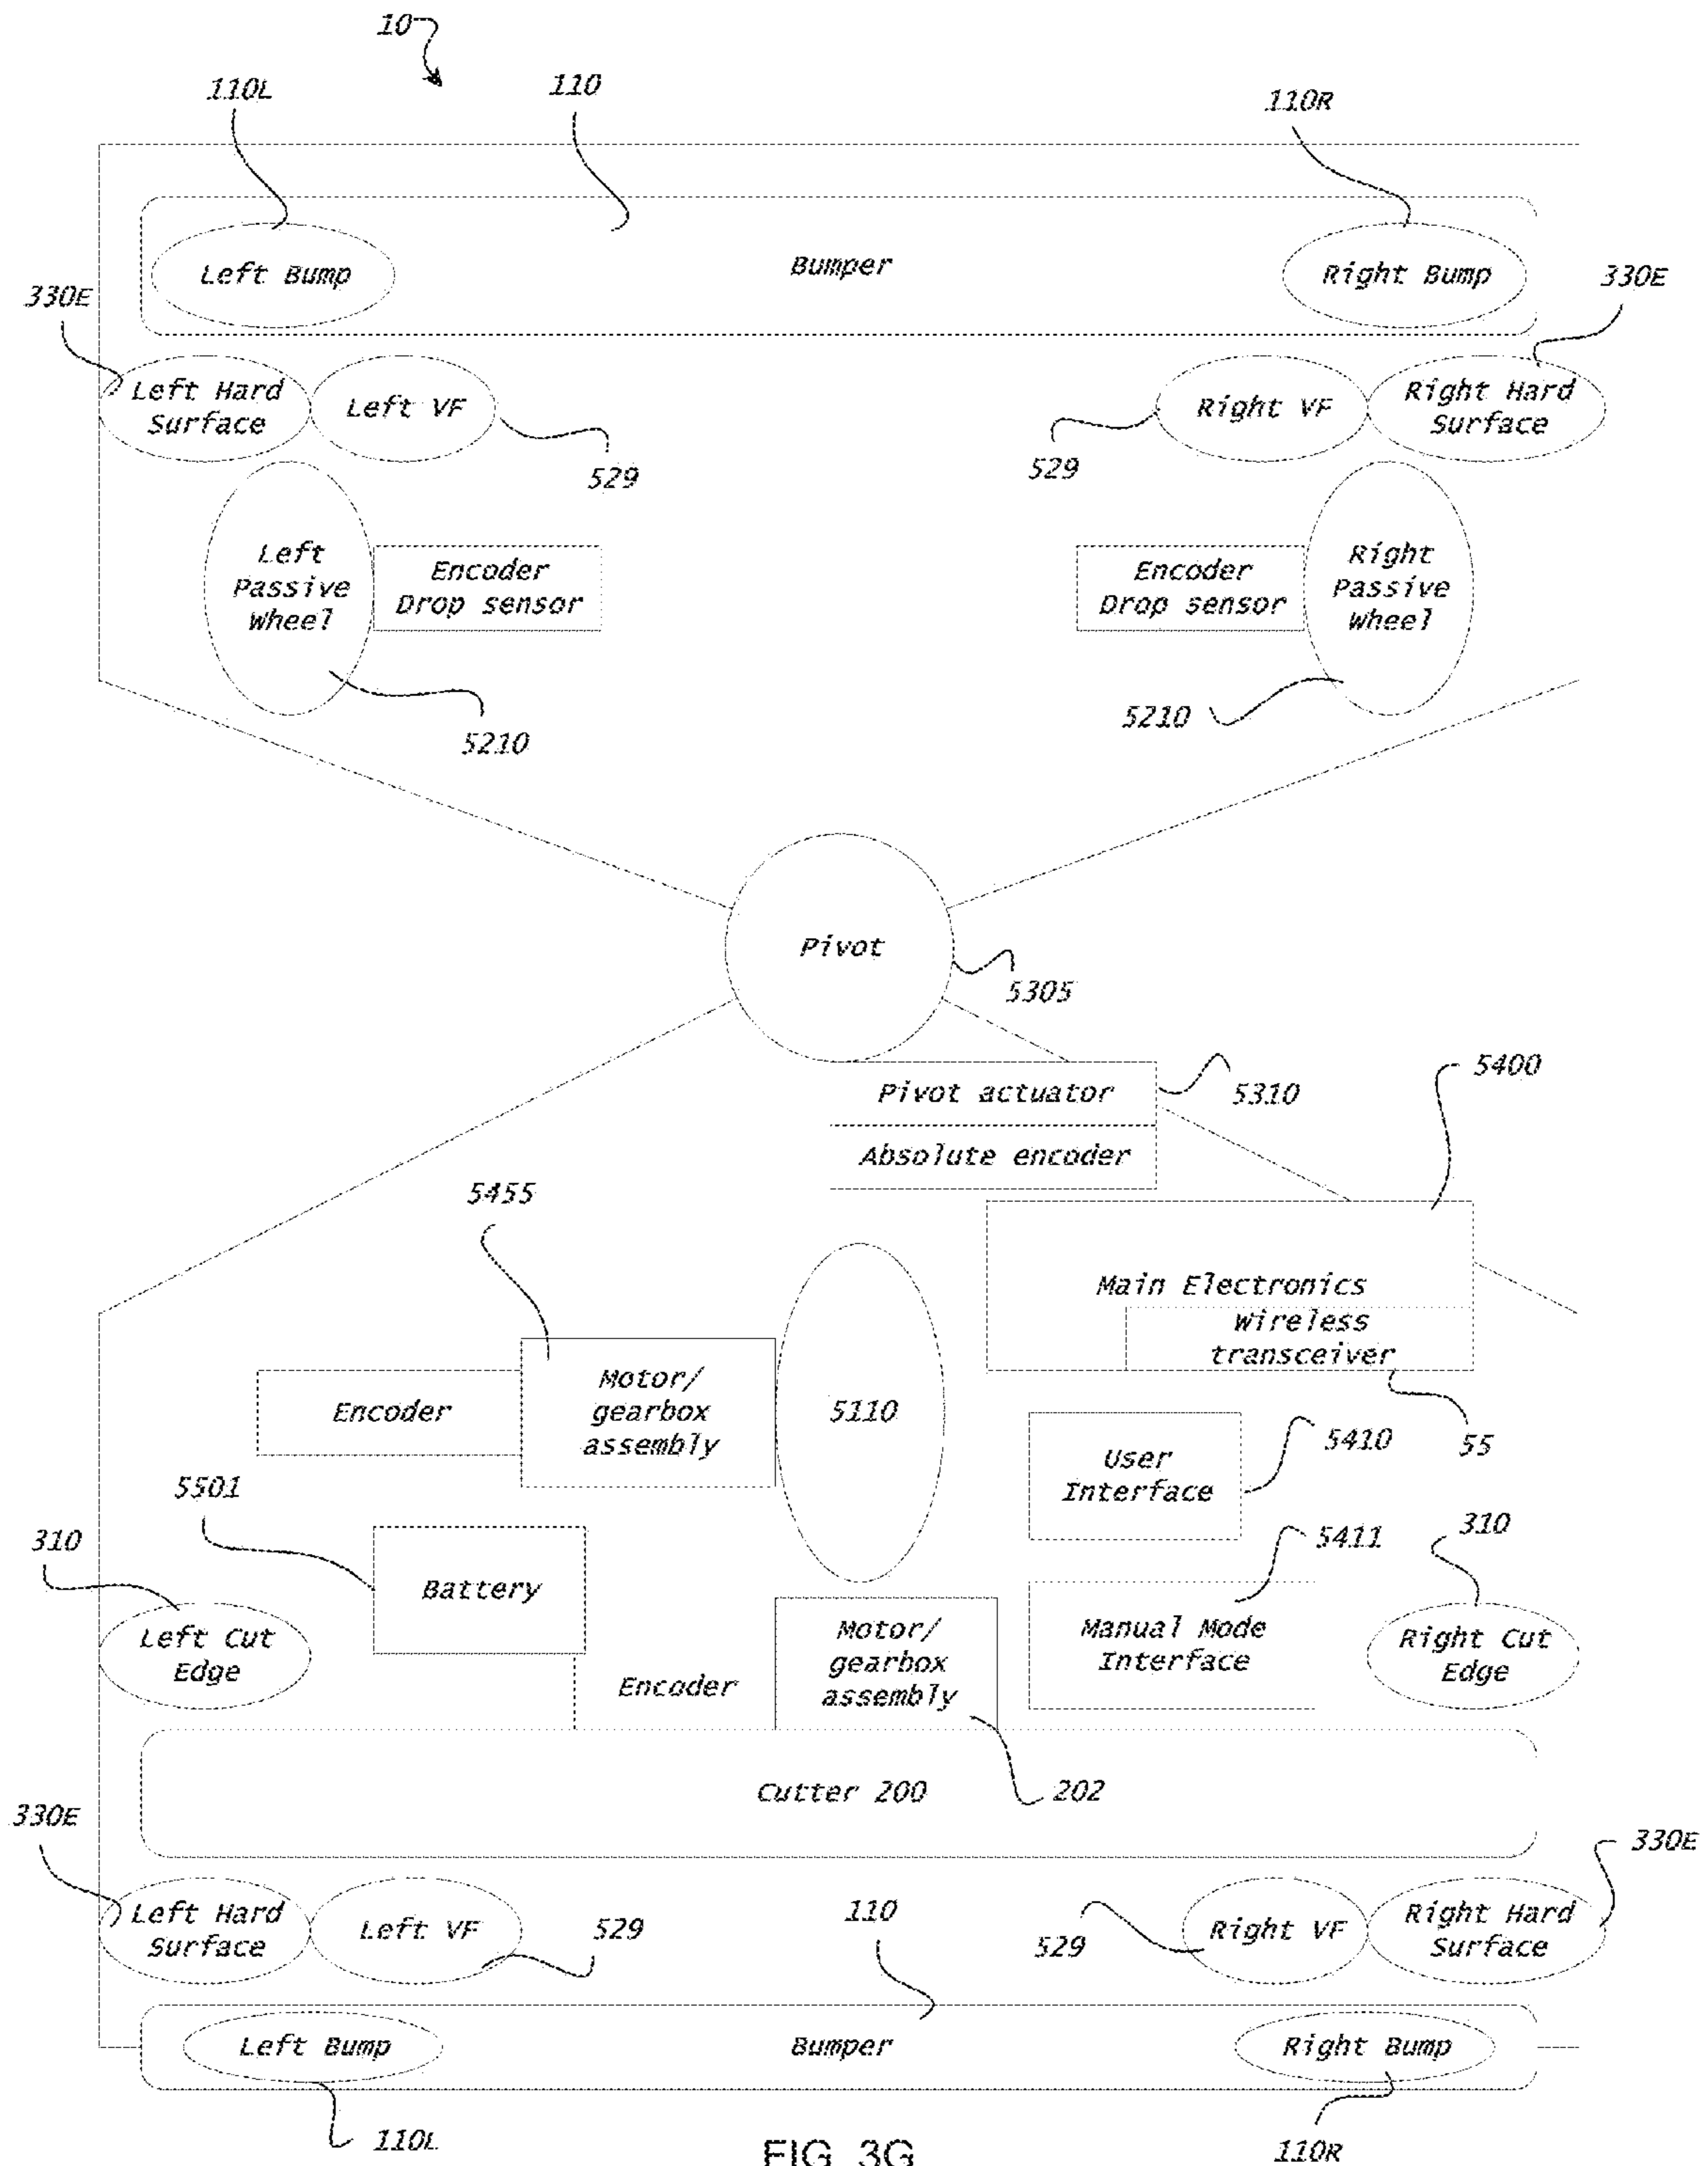 10
110L
110
110R
Left Bump
Bumper
Right Bump
330E
330E
Left Hard
Surface
Left VF
Right VF
Right Hard
Surface
529
529
Left
Passive
Wheel
Encoder
Drop sensor
Encoder
Drop sensor
Right
Passive
Wheel
5210
5210
Pivot
5305
Pivot actuator
5310
5400
Absolute encoder
5455
Main Electronics
Wireless
transceiver
Encoder
Motor/
gearbox
assembly
5110
User
Interface
5410
55
5501
310
Battery
5411
310
Left Cut
Edge
Encoder
Motor/
gearbox
assembly
Manual Mode
Interface
Right Cut
Edge
Cutter 200
202
330E
330E
Left Hard
Surface
Left VF
529
110
529
Right VF
Right Hard
Surface
Left Bump
Bumper
Right Bump
110L
FIG. 3G
110R